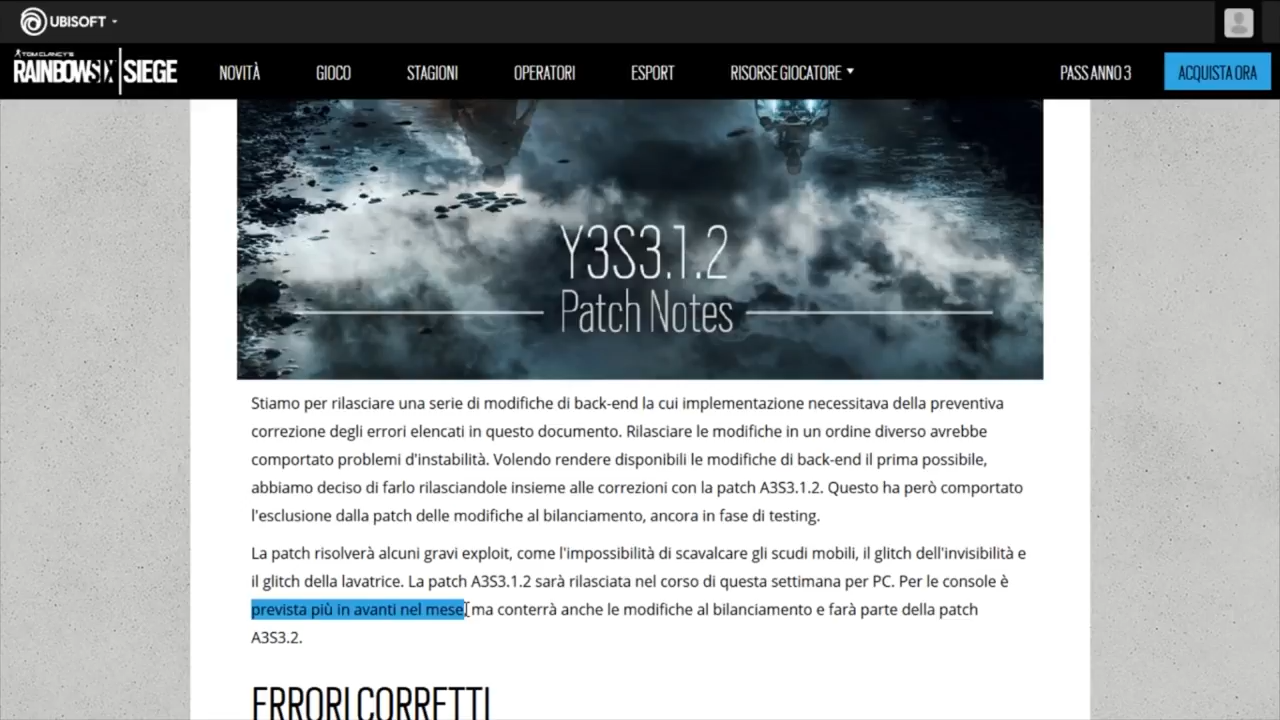 UBISOFT
TOM CLANCY'S
RAINBOWSIX|SIEGE
NOVITÀ
GIOCO
STAGIONI
OPERATORI
ESPORT
RISORSE GIOCATORE
PASS ANNO 3
ACQUISTA ORA
Y3S3.1.2
Patch Notes
Stiamo per rilasciare una serie di modifiche di back-end la cui implementazione necessitava della preventiva
correzione degli errori elencati in questo documento. Rilasciare le modifiche in un ordine diverso avrebbe
comportato problemi d'instabilità. Volendo rendere disponibili le modifiche di back-end il prima possibile,
abbiamo deciso di farlo rilasciandole insieme alle correzioni con la patch A3S3.1.2. Questo ha però comportato
l'esclusione dalla patch delle modifiche al bilanciamento, ancora in fase di testing.
La patch risolverà alcuni gravi exploit, come l'impossibilità di scavalcare gli scudi mobili, il glitch dell'invisibilità e
il glitch della lavatrice. La patch A3S3.1.2 sarà rilasciata nel corso di questa settimana per PC. Per le console è
prevista più in avanti nel mese, ma conterrà anche le modifiche al bilanciamento e farà parte della patch
A3S3.2.
ERRORI CORRETTI